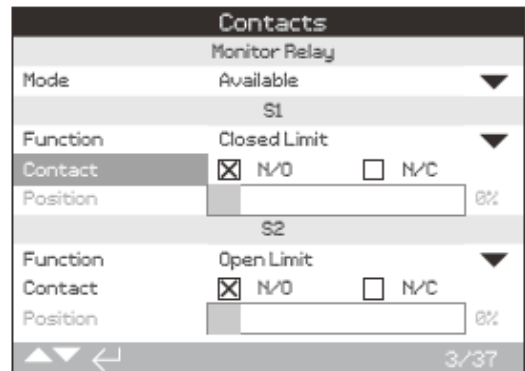 Contacts
Monitor Relay
Mode Available
S1
Function Closed Limit
Contact N/O N/C
Position 0%
S2
Function Open Limit
Contact N/O N/C
Position 0%
3/37